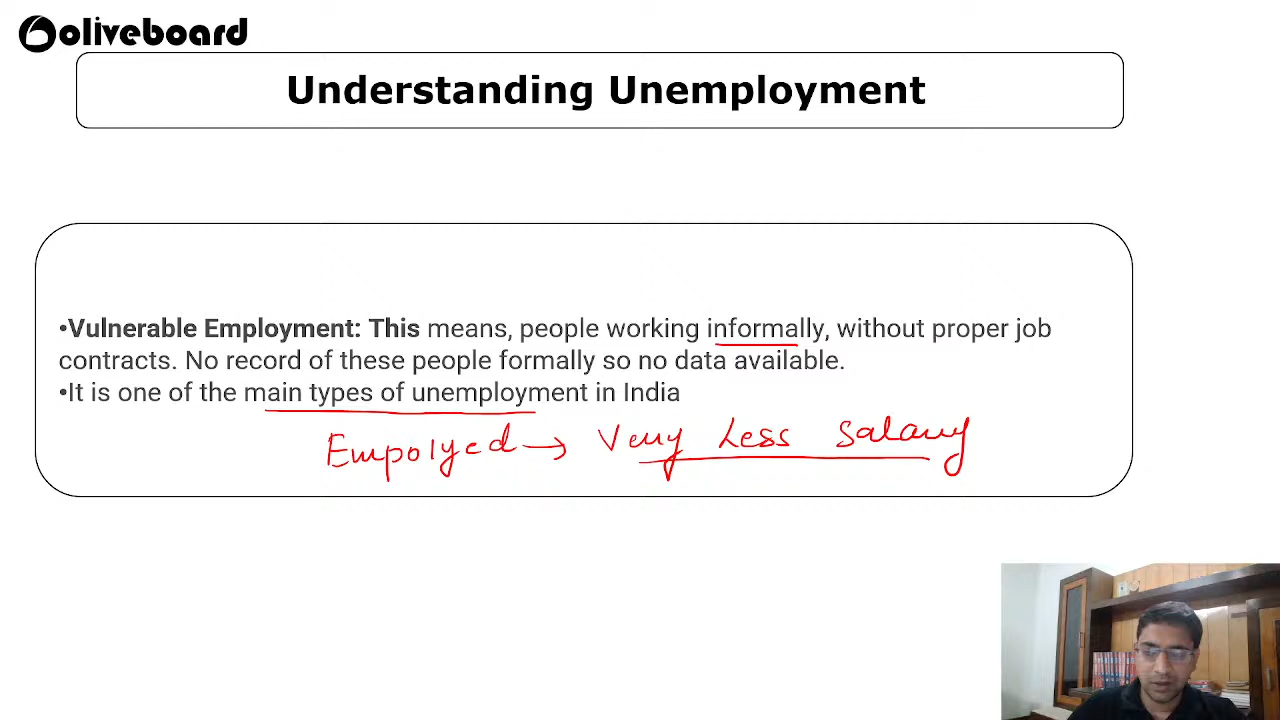 oliveboard
Understanding Unemployment
•Vulnerable Employment: This means, people working informally, without proper job
contracts. No record of these people formally so no data available.
•It is one of the main types of unemployment in India
Empolyed → Very Less Salary